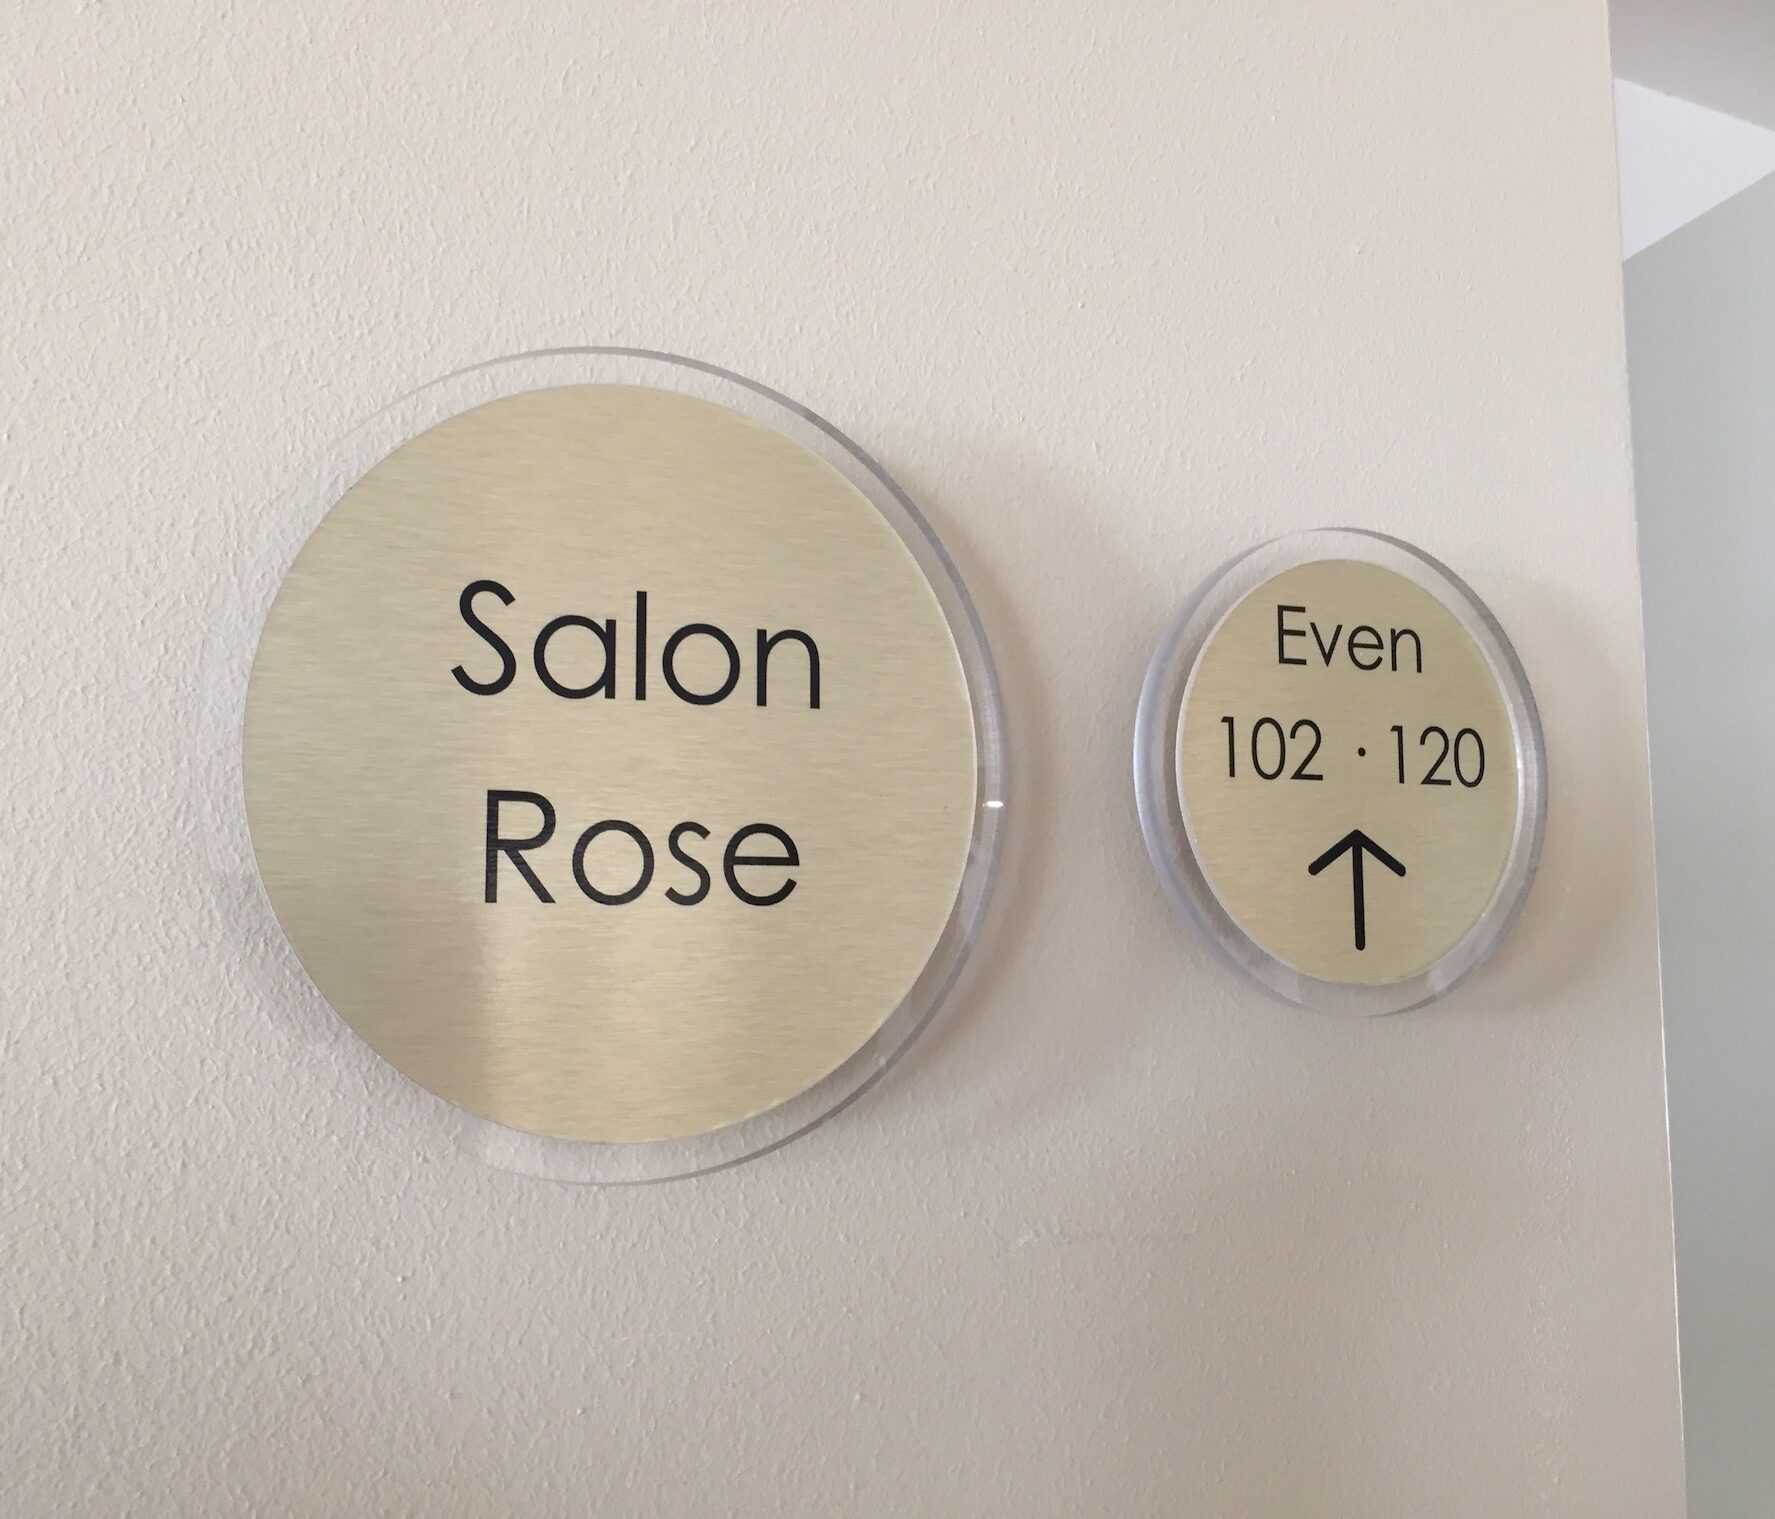 Salon
Rose
Even
102 · 120
↑